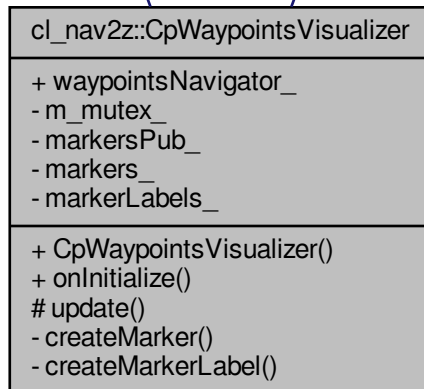 cl_nav2z::CpWaypointsVisualizer
+ waypointsNavigator_
- m_mutex_
- markersPub_
- markers_
- markerLabels_
+ CpWaypointsVisualizer()
+ onInitialize()
# update()
- createMarker()
- createMarkerLabel()